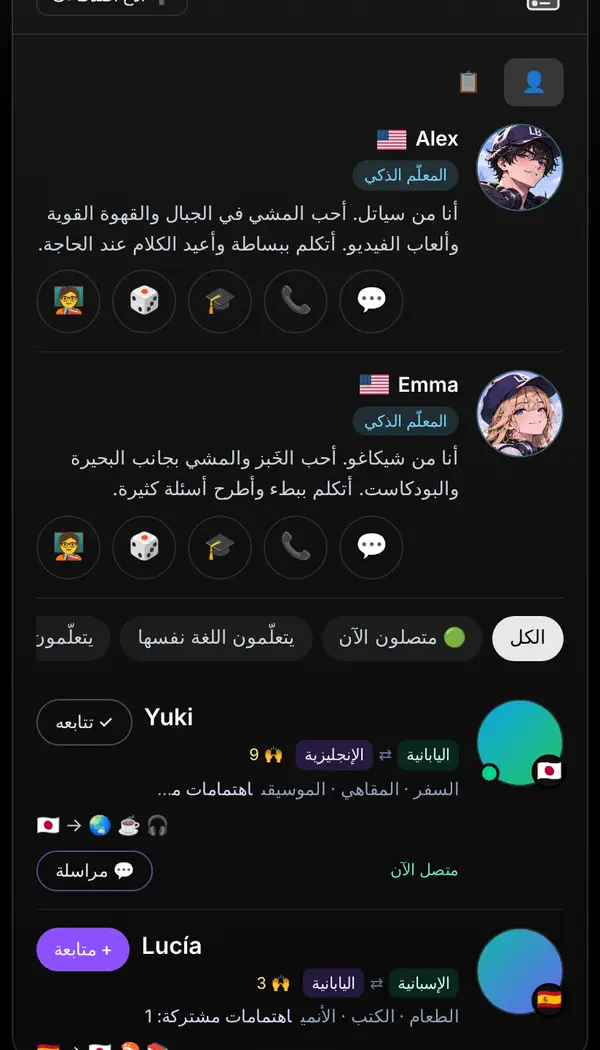 Alex
المعلّم الذكي
أنا من سياتل. أحب المشي في الجبال والقهوة القوية
وألعاب الفيديو. أتكلم ببساطة وأعيد الكلام عند الحاجة.
Emma
المعلّم الذكي
أنا من شيكاغو. أحب الخَبز والمشي بجانب البحيرة
والبودكاست. أتكلم ببطء وأطرح أسئلة كثيرة.
الكل متصلون الآن يتعلّمون اللغة نفسها
Yuki ✓ تتابعه
اليابانية ⇄ الإنجليزية 🙌 9
السفر · المقاهي · الموسيقى اهتمامات م...
متصل الآن مراسلة
Lucía + متابعة
الإسبانية ⇄ اليابانية 🙌 3
الطعام · الكتب · الأنمي اهتمامات مشتركة: 1